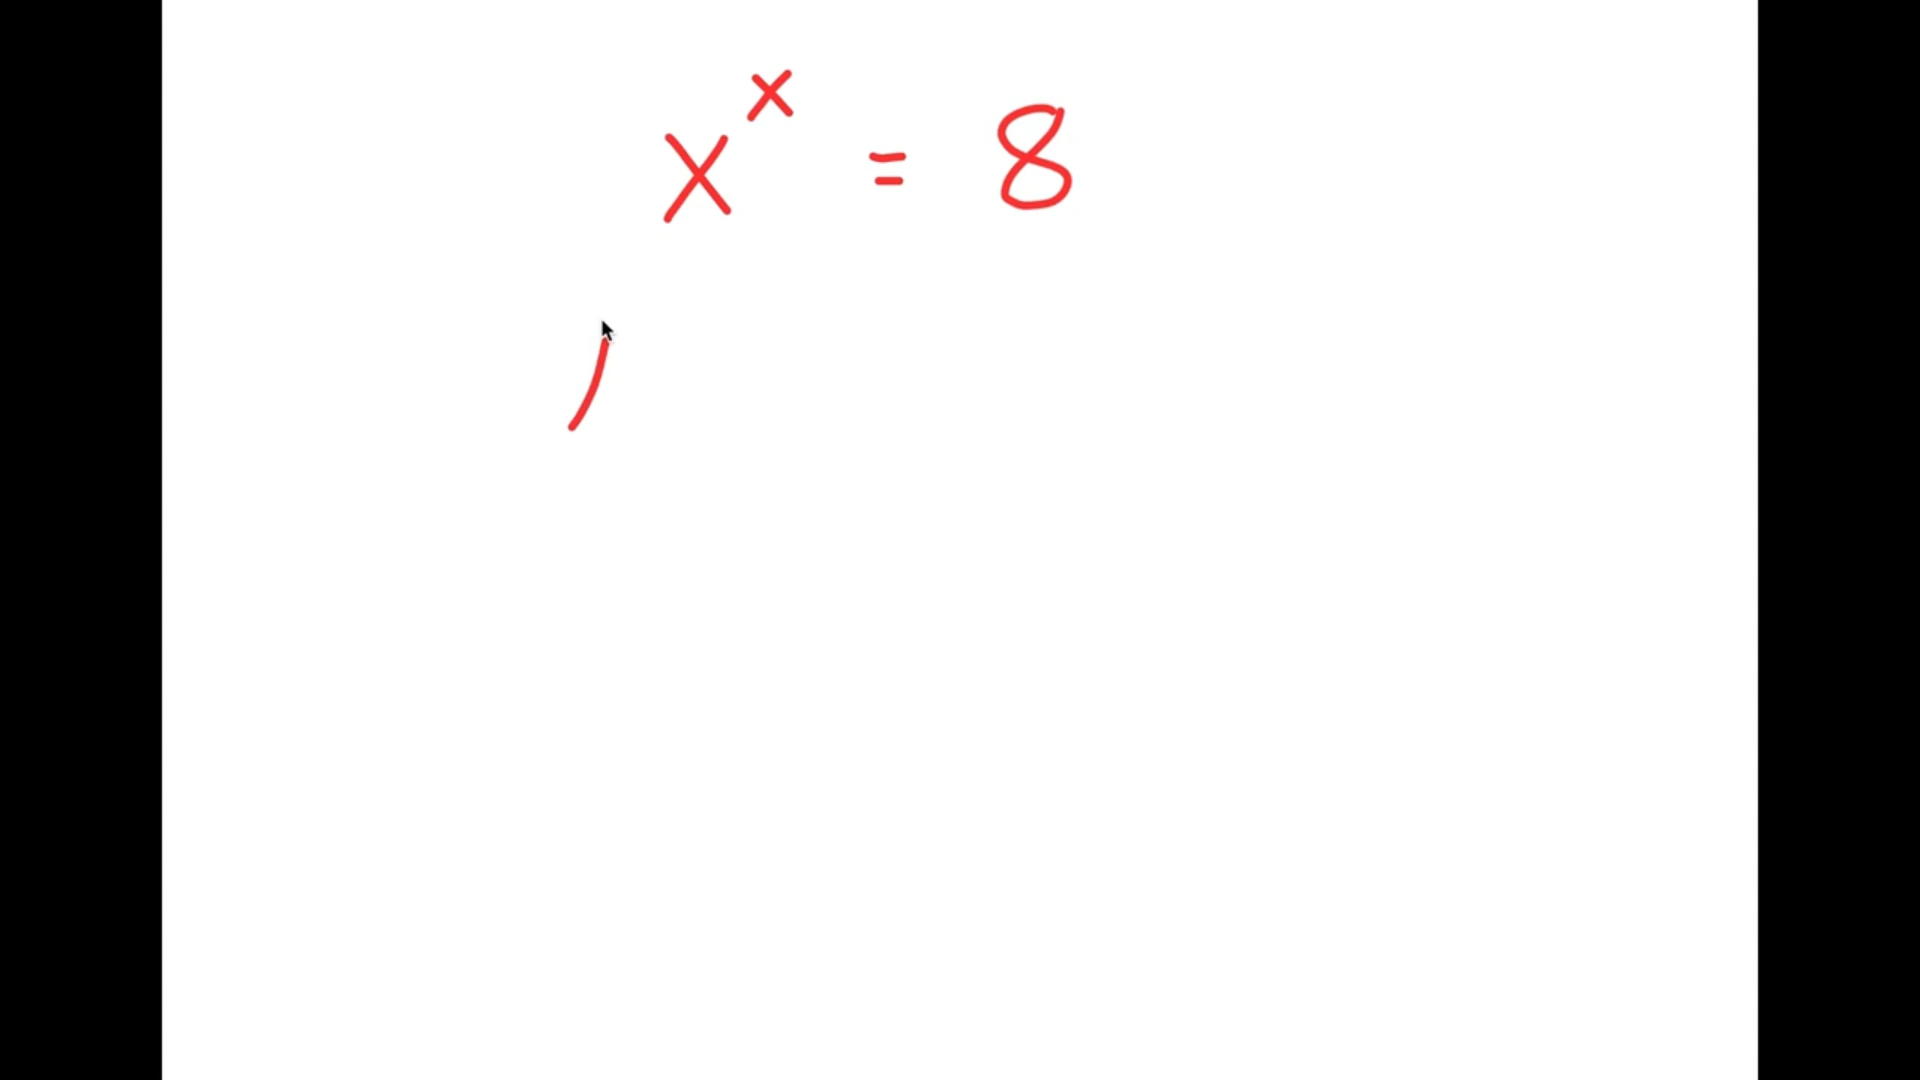 x^x = 8